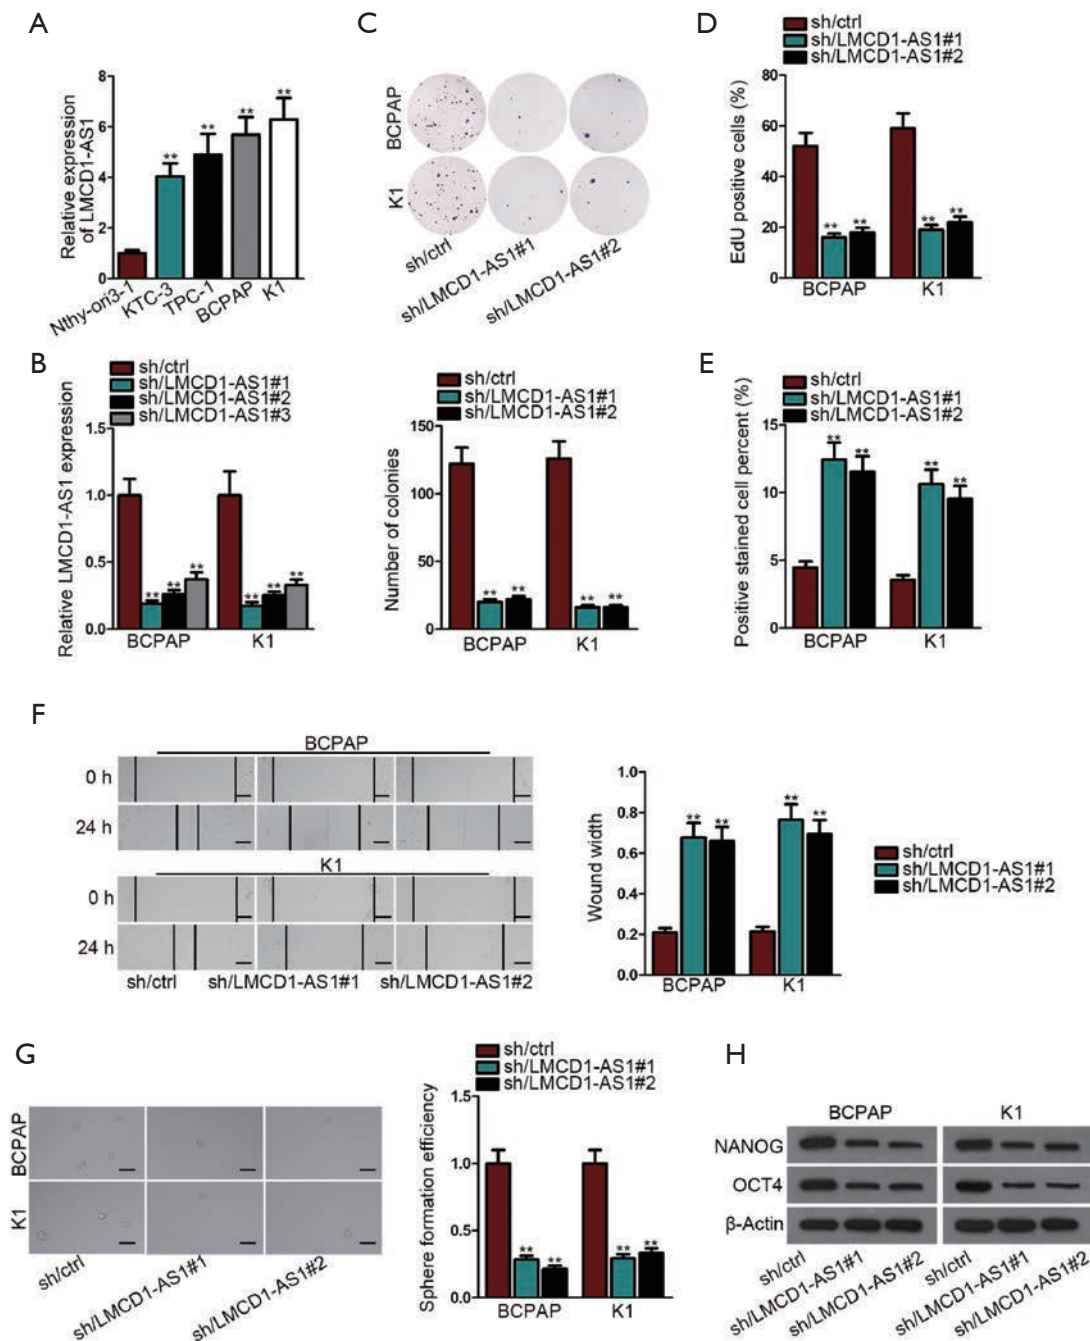 A
Relative expression
of LMCD1-AS1
8
6
4
2
0
**
**
**
**
Nthy-ori3-1
KTC-3
TPC-1
BCPAP
K1
C
BCPAP
K1
sh/ctrl
sh/LMCD1-AS1#1
sh/LMCD1-AS1#2
D
sh/ctrl
sh/LMCD1-AS1#1
sh/LMCD1-AS1#2
EdU positive cells (%)
80
60
40
20
0
** **
** **
BCPAP
K1
B
sh/ctrl
sh/LMCD1-AS1#1
sh/LMCD1-AS1#2
sh/LMCD1-AS1#3
Relative LMCD1-AS1 expression
1.5
1.0
0.5
0.0
** ** **
** ** **
BCPAP
K1
sh/ctrl
sh/LMCD1-AS1#1
sh/LMCD1-AS1#2
Number of colonies
150
100
50
0
** **
** **
BCPAP
K1
E
sh/ctrl
sh/LMCD1-AS1#1
sh/LMCD1-AS1#2
Positive stained cell percent (%)
15
10
5
0
** **
** **
BCPAP
K1
F
BCPAP
0 h
24 h
K1
0 h
24 h
sh/ctrl
sh/LMCD1-AS1#1
sh/LMCD1-AS1#2
Wound width
1.0
0.8
0.6
0.4
0.2
0.0
** **
** **
BCPAP
K1
sh/ctrl
sh/LMCD1-AS1#1
sh/LMCD1-AS1#2
G
BCPAP
K1
sh/ctrl
sh/LMCD1-AS1#1
sh/LMCD1-AS1#2
sh/ctrl
sh/LMCD1-AS1#1
sh/LMCD1-AS1#2
Sphere formation efficiency
1.5
1.0
0.5
0.0
** **
** **
BCPAP
K1
H
BCPAP
K1
NANOG
OCT4
β-Actin
sh/ctrl
sh/LMCD1-AS1#1
sh/LMCD1-AS1#2
sh/ctrl
sh/LMCD1-AS1#1
sh/LMCD1-AS1#2